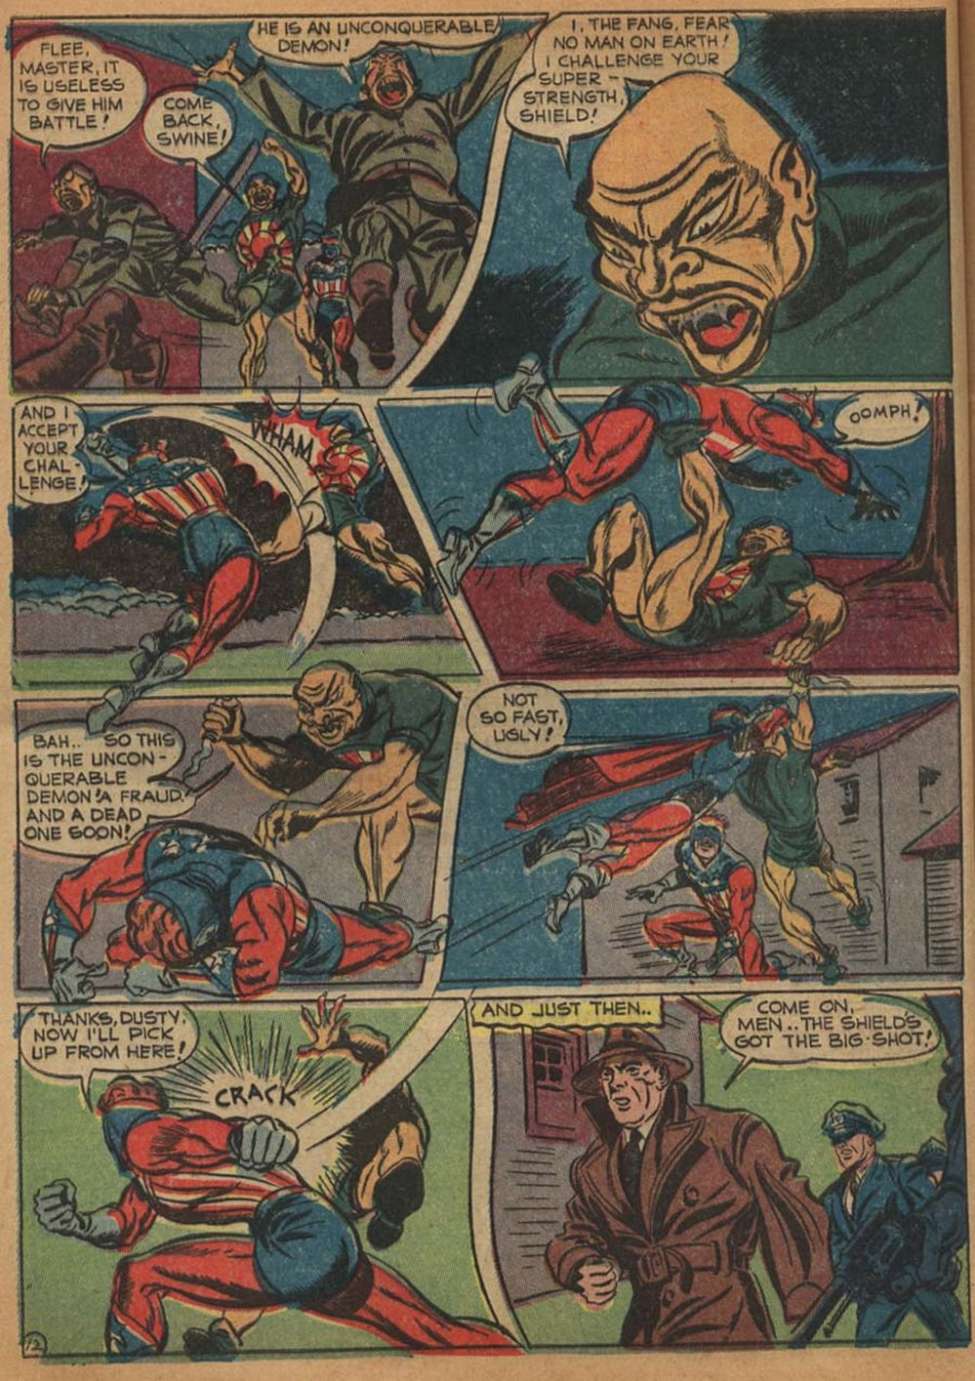 FLEE,
MASTER, IT
IS USELESS
TO GIVE HIM
BATTLE!
COME
BACK,
SWINE!
HE IS AN UNCONQUERABLE
DEMON!
I, THE FANG, FEAR
NO MAN ON EARTH!
I CHALLENGE YOUR
SUPER-
STRENGTH,
SHIELD!
AND I
ACCEPT
YOUR
CHAL-
LENGE!
WHAM
OOMPH!
BAH.. SO THIS
IS THE UNCON-
QUERABLE
DEMON! A FRAUD.
AND A DEAD
ONE SOON!
NOT
SO FAST,
UGLY!
THANKS, DUSTY,
NOW I'LL PICK
UP FROM HERE!
CRACK
AND JUST THEN..
COME ON,
MEN.. THE SHIELD'S
GOT THE BIG-SHOT!
12